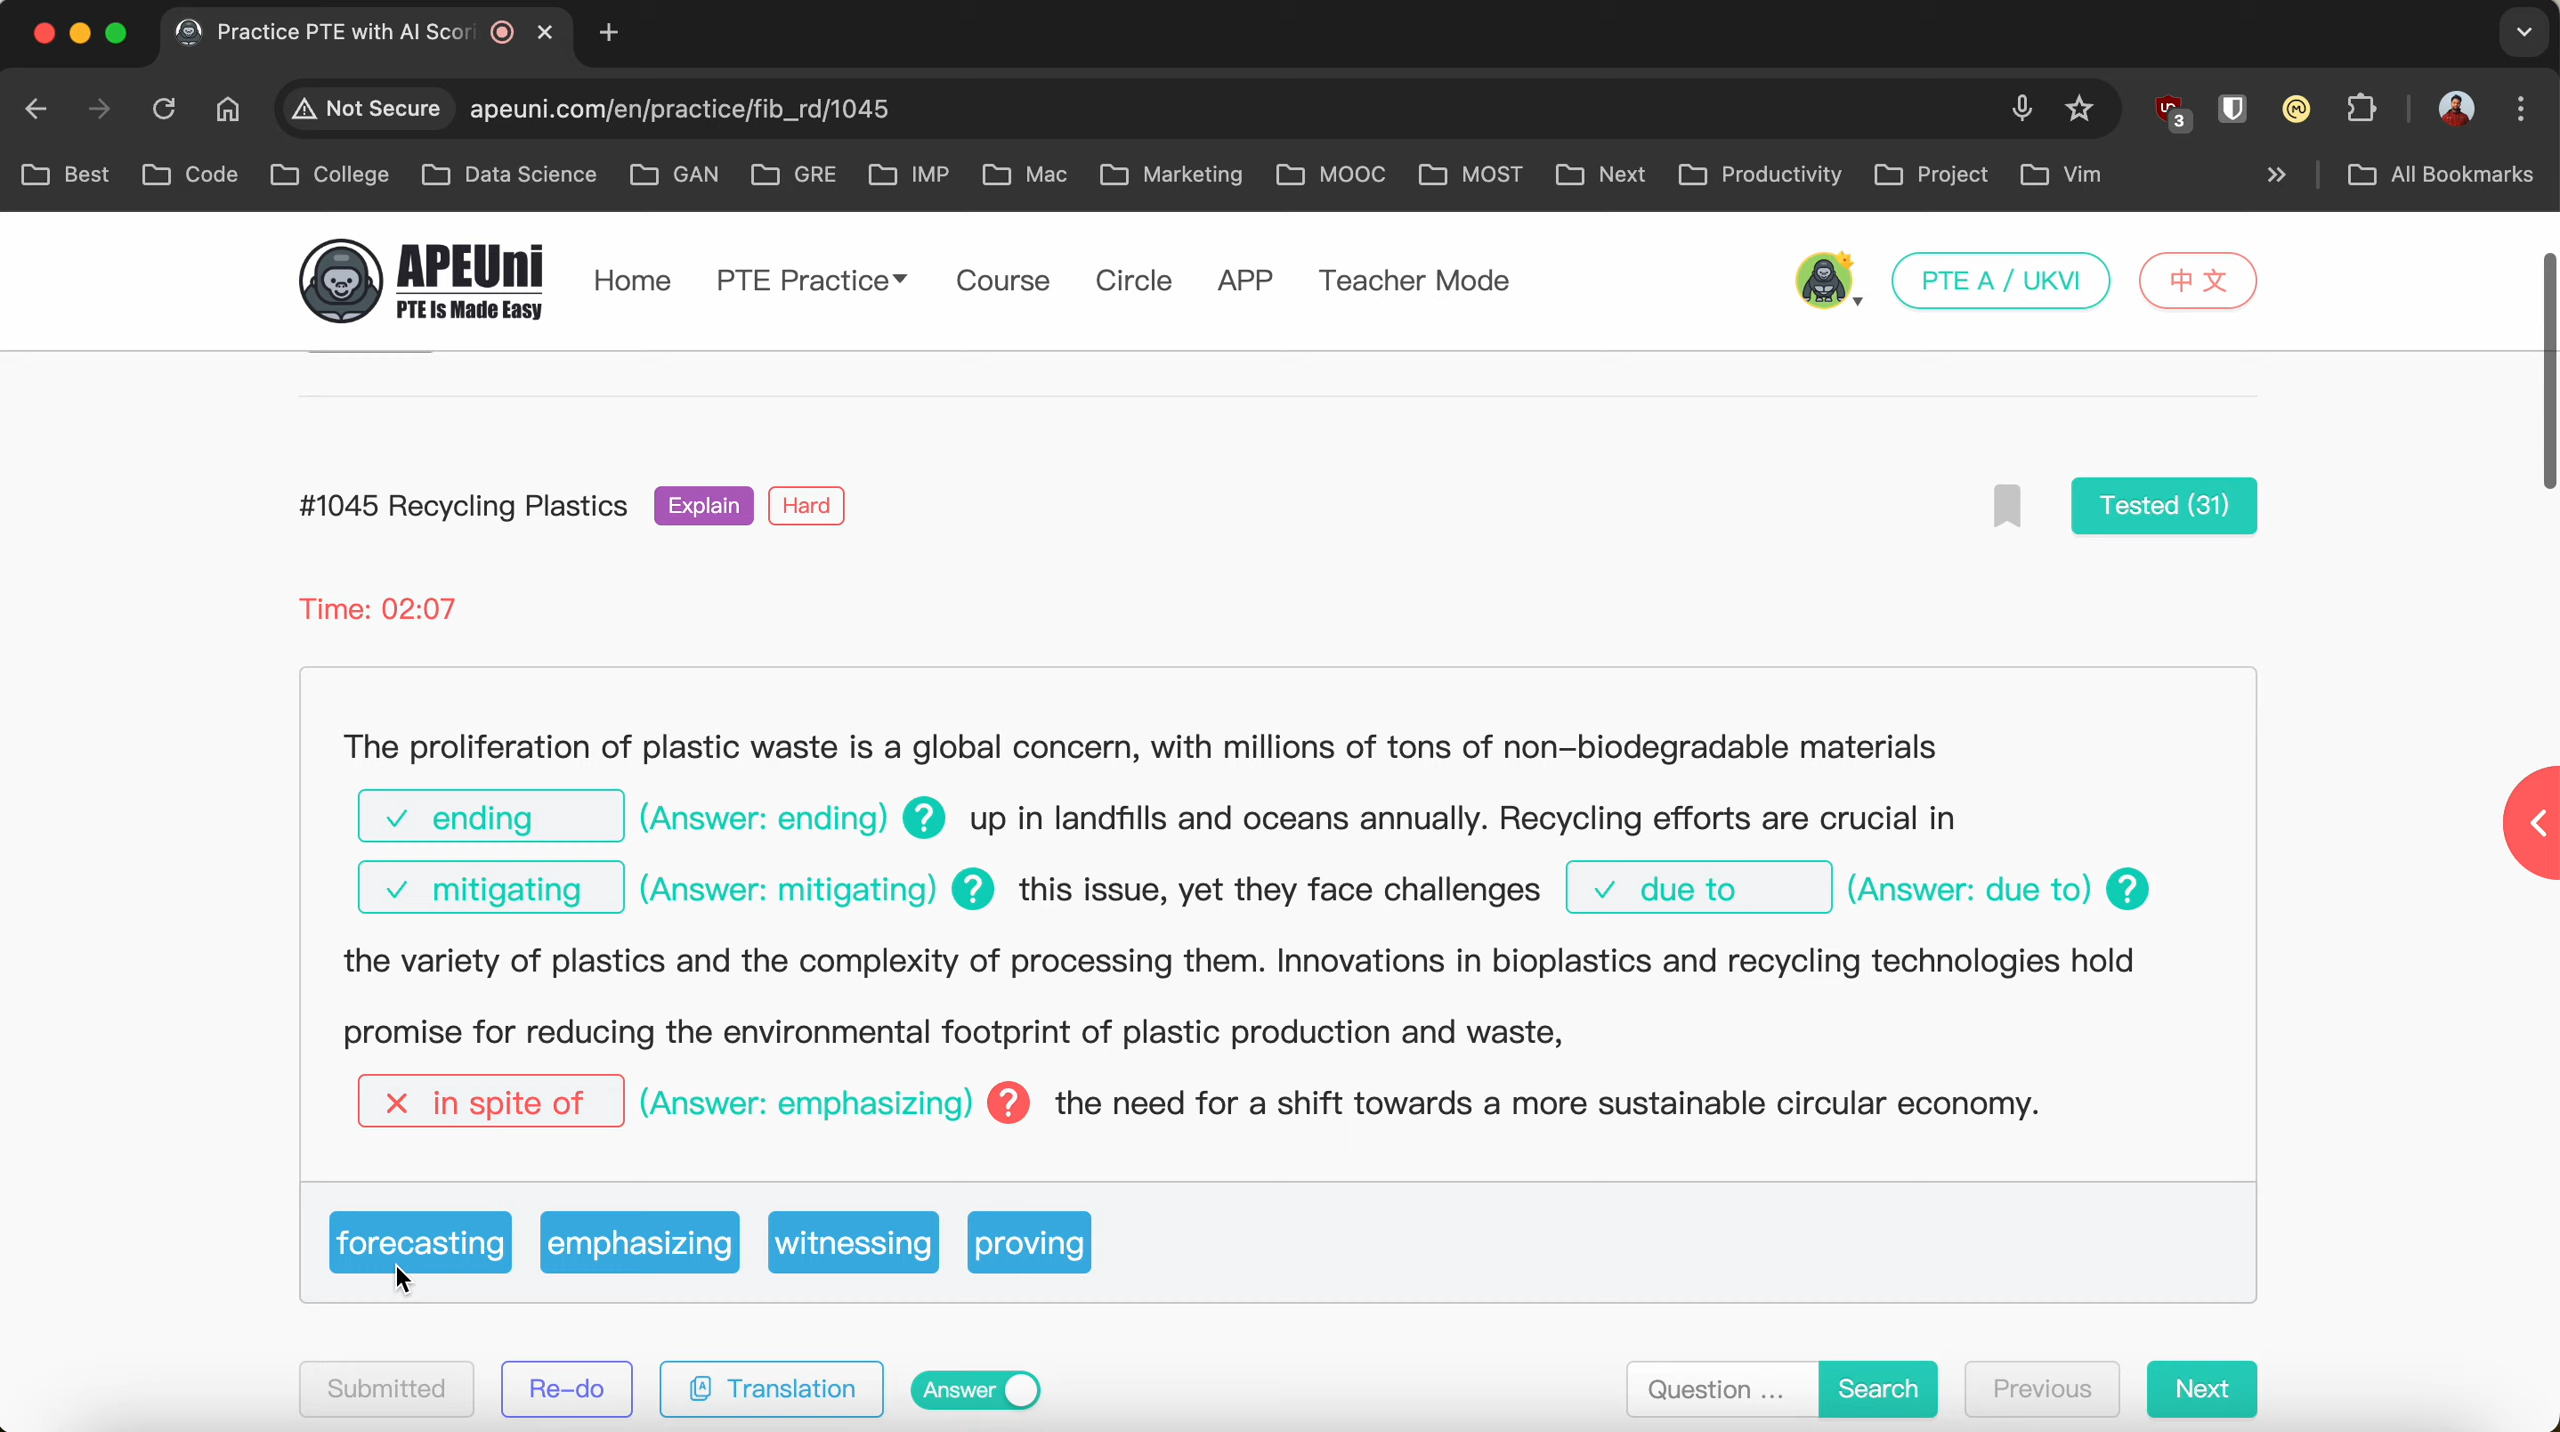 Practice PTE with AI Scori
Not Secure apeuni.com/en/practice/fib_rd/1045
3
Best Code College Data Science GAN GRE IMP Mac Marketing MOOC MOST Next Productivity Project Vim » All Bookmarks
APEUni
PTE Is Made Easy
Home PTE Practice Course Circle APP Teacher Mode PTE A / UKVI 中文
#1045 Recycling Plastics Explain Hard Tested (31)
Time: 02:07
The proliferation of plastic waste is a global concern, with millions of tons of non-biodegradable materials
✓ ending (Answer: ending) ? up in landfills and oceans annually. Recycling efforts are crucial in
✓ mitigating (Answer: mitigating) ? this issue, yet they face challenges ✓ due to (Answer: due to) ?
the variety of plastics and the complexity of processing them. Innovations in bioplastics and recycling technologies hold
promise for reducing the environmental footprint of plastic production and waste,
✕ in spite of (Answer: emphasizing) ? the need for a shift towards a more sustainable circular economy.
forecasting emphasizing witnessing proving
Submitted Re-do Translation Answer Question ... Search Previous Next